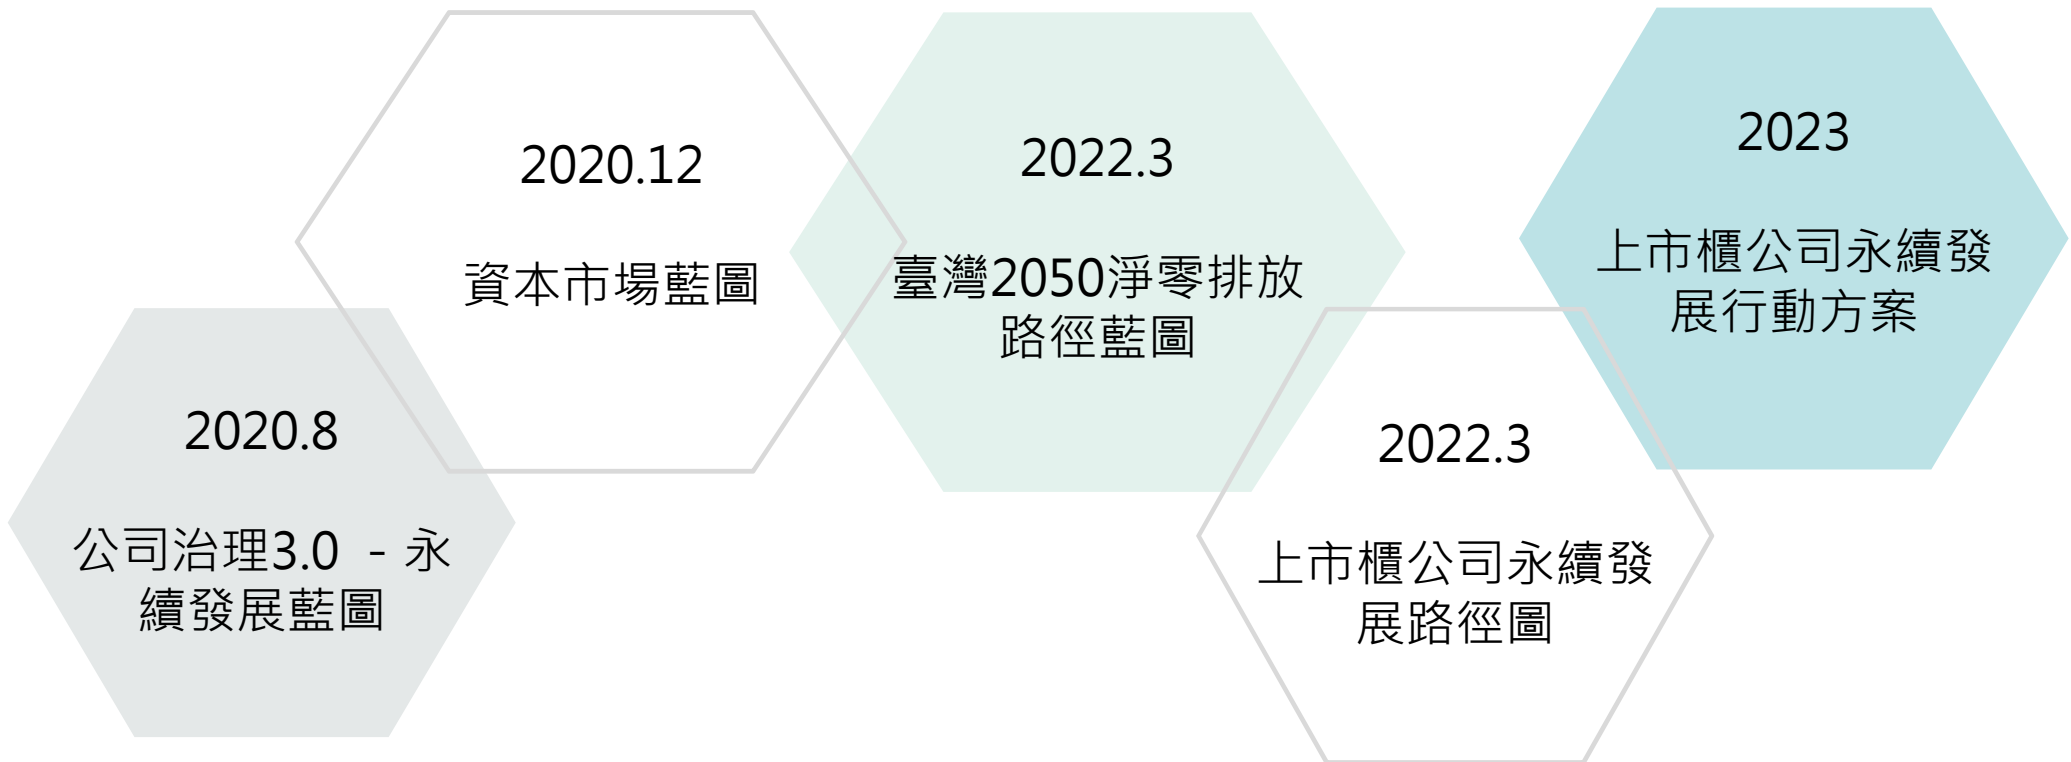 2020.8
公司治理3.0 - 永
續發展藍圖
2020.12
資本市場藍圖
2022.3
臺灣2050淨零排放
路徑藍圖
2022.3
上市櫃公司永續發
展路徑圖
2023
上市櫃公司永續發
展行動方案